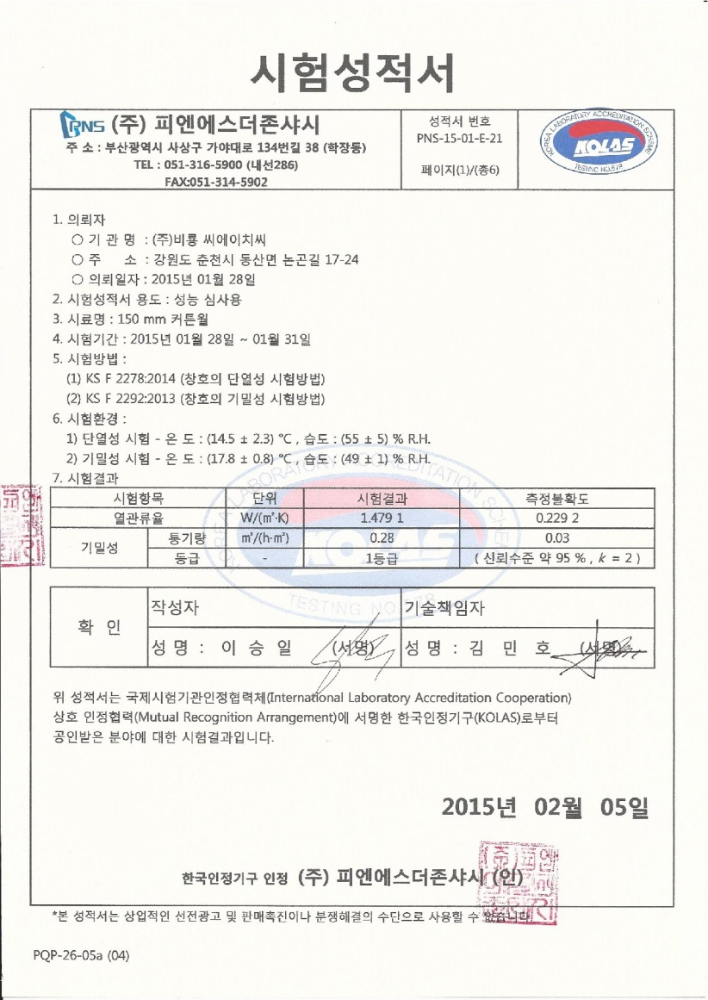 시험성적서
PNS (주) 피엔에스더존샤시
주 소 : 부산광역시 사상구 가야대로 134번길 38 (학장동)
TEL : 051-316-5900 (내선286)
FAX:051-314-5902
성적서 번호
PNS-15-01-E-21
페이지(1)/(총6)
KOREA LABORATORY ACCREDITATION SCHEME
KOLAS
TESTING NO.578
1. 의뢰자
○ 기 관 명 : (주)비룡 씨에이치씨
○ 주 소 : 강원도 춘천시 동산면 논골길 17-24
○ 의뢰일자 : 2015년 01월 28일
2. 시험성적서 용도 : 성능 심사용
3. 시료명 : 150 mm 커튼월
4. 시험기간 : 2015년 01월 28일 ~ 01월 31일
5. 시험방법 :
(1) KS F 2278:2014 (창호의 단열성 시험방법)
(2) KS F 2292:2013 (창호의 기밀성 시험방법)
6. 시험환경 :
1) 단열성 시험 - 온 도 : (14.5 ± 2.3) ℃ , 습도 : (55 ± 5) % R.H.
2) 기밀성 시험 - 온 도 : (17.8 ± 0.8) ℃ , 습도 : (49 ± 1) % R.H.
7. 시험결과
시험항목 단위 시험결과 측정불확도
열관류율 W/(㎡·K) 1.479 1 0.229 2
기밀성 통기량 ㎥/(h·m²) 0.28 0.03
등급 - 1등급 ( 신뢰수준 약 95 % , k = 2 )
KOREA LABORATORY ACCREDITATION SCHEME
KOLAS
TESTING NO.578
확 인
작성자 기술책임자
성 명 : 이 승 일 (서명) 성 명 : 김 민 호 (서명)
위 성적서는 국제시험기관인정협력체(International Laboratory Accreditation Cooperation)
상호 인정협력(Mutual Recognition Arrangement)에 서명한 한국인정기구(KOLAS)로부터
공인받은 분야에 대한 시험결과입니다.
2015년 02월 05일
한국인정기구 인정 (주) 피엔에스더존샤시 (인)
*본 성적서는 상업적인 선전광고 및 판매촉진이나 분쟁해결의 수단으로 사용할 수 없습니다.
PQP-26-05a (04)